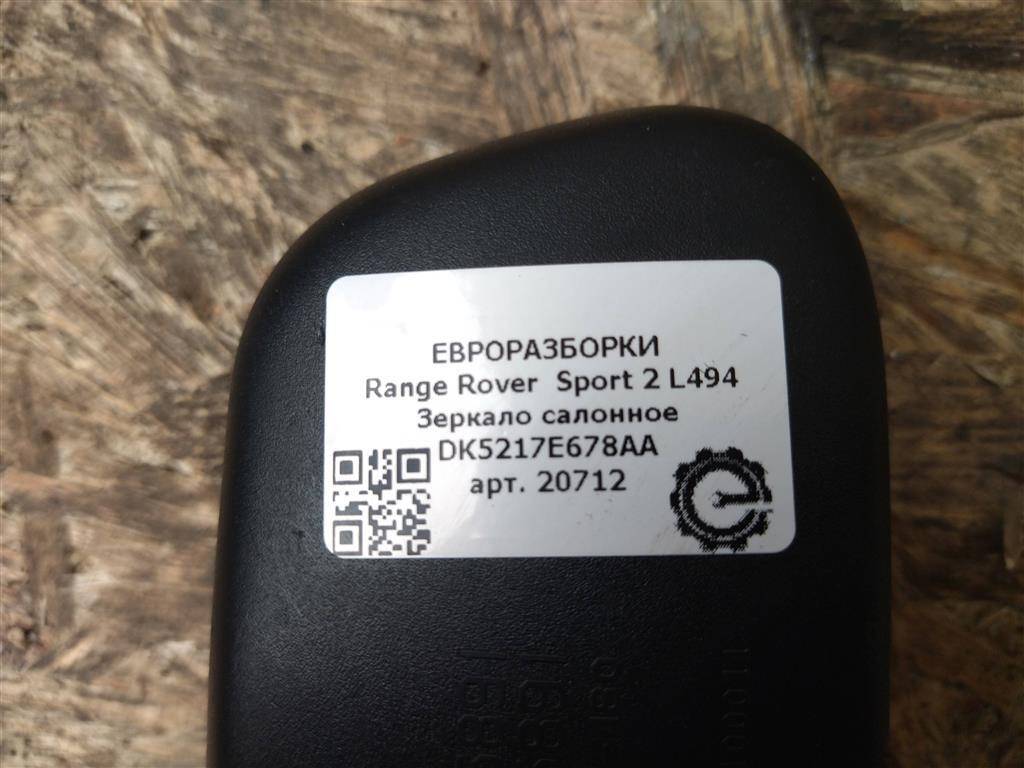 ЕВРОРАЗБОРКИ
Range Rover Sport 2 L494
Зеркало салонное
DK5217E678AA
арт. 20712